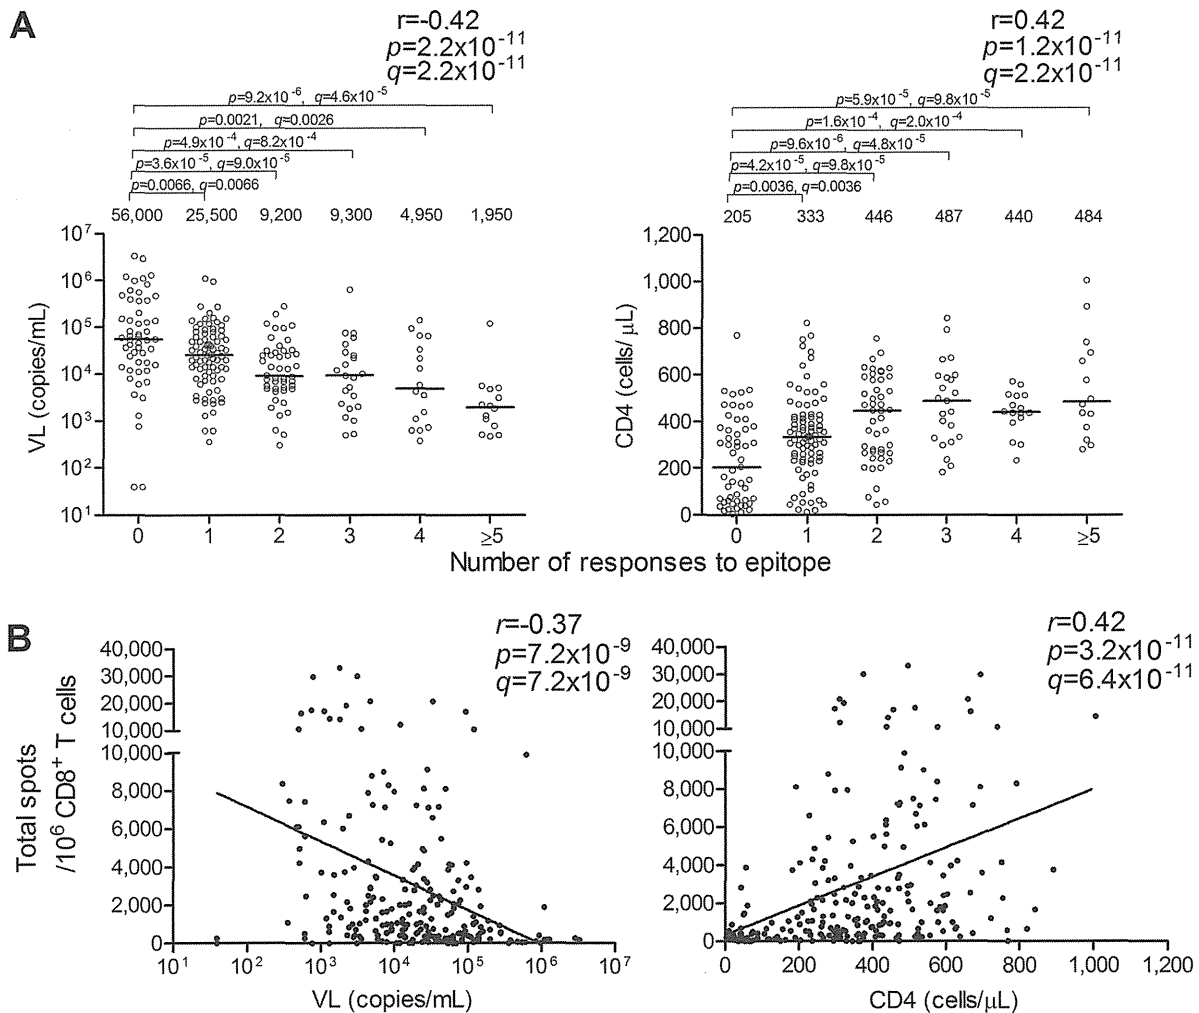 A
r=-0.42
p=2.2x10⁻¹¹
q=2.2x10⁻¹¹
p=9.2x10⁻⁶, q=4.6x10⁻⁵
p=0.0021, q=0.0026
p=4.9x10⁻⁴, q=8.2x10⁻⁴
p=3.6x10⁻⁵, q=9.0x10⁻⁵
p=0.0066, q=0.0066
56,000 25,500 9,200 9,300 4,950 1,950
10⁷
10⁶
10⁵
10⁴
10³
10²
10¹
VL (copies/mL)
0 1 2 3 4 ≥5
r=0.42
p=1.2x10⁻¹¹
q=2.2x10⁻¹¹
p=5.9x10⁻⁵, q=9.8x10⁻⁵
p=1.6x10⁻⁴, q=2.0x10⁻⁴
p=9.6x10⁻⁶, q=4.8x10⁻⁵
p=4.2x10⁻⁵, q=9.8x10⁻⁵
p=0.0036, q=0.0036
205 333 446 487 440 484
1,200
1,000
800
600
400
200
0
CD4 (cells/μL)
0 1 2 3 4 ≥5
Number of responses to epitope
B
r=-0.37
p=7.2x10⁻⁹
q=7.2x10⁻⁹
40,000
30,000
20,000
10,000
10,000
8,000
6,000
4,000
2,000
0
Total spots
/10⁶ CD8⁺ T cells
10¹ 10² 10³ 10⁴ 10⁵ 10⁶ 10⁷
VL (copies/mL)
r=0.42
p=3.2x10⁻¹¹
q=6.4x10⁻¹¹
40,000
30,000
20,000
10,000
10,000
8,000
6,000
4,000
2,000
0
0 200 400 600 800 1,000 1,200
CD4 (cells/μL)